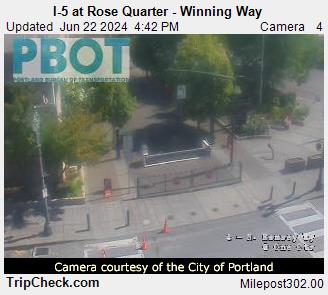 I-5 at Rose Quarter - Winning Way
Updated Jun 22 2024 4:42 PM Camera 4
PBOT
PORTLAND BUREAU OF TRANSPORTATION
Camera courtesy of the City of Portland
TripCheck.com Milepost302.00